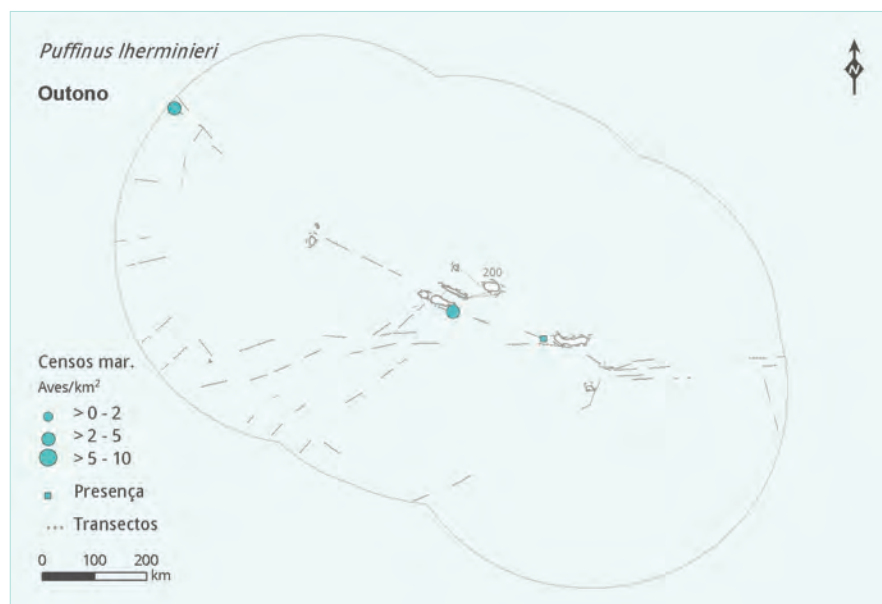 Puffinus lherminieri
Outono
N
200
Censos mar.
Aves/km²
> 0 - 2
> 2 - 5
> 5 - 10
Presença
Transectos
0 100 200
km